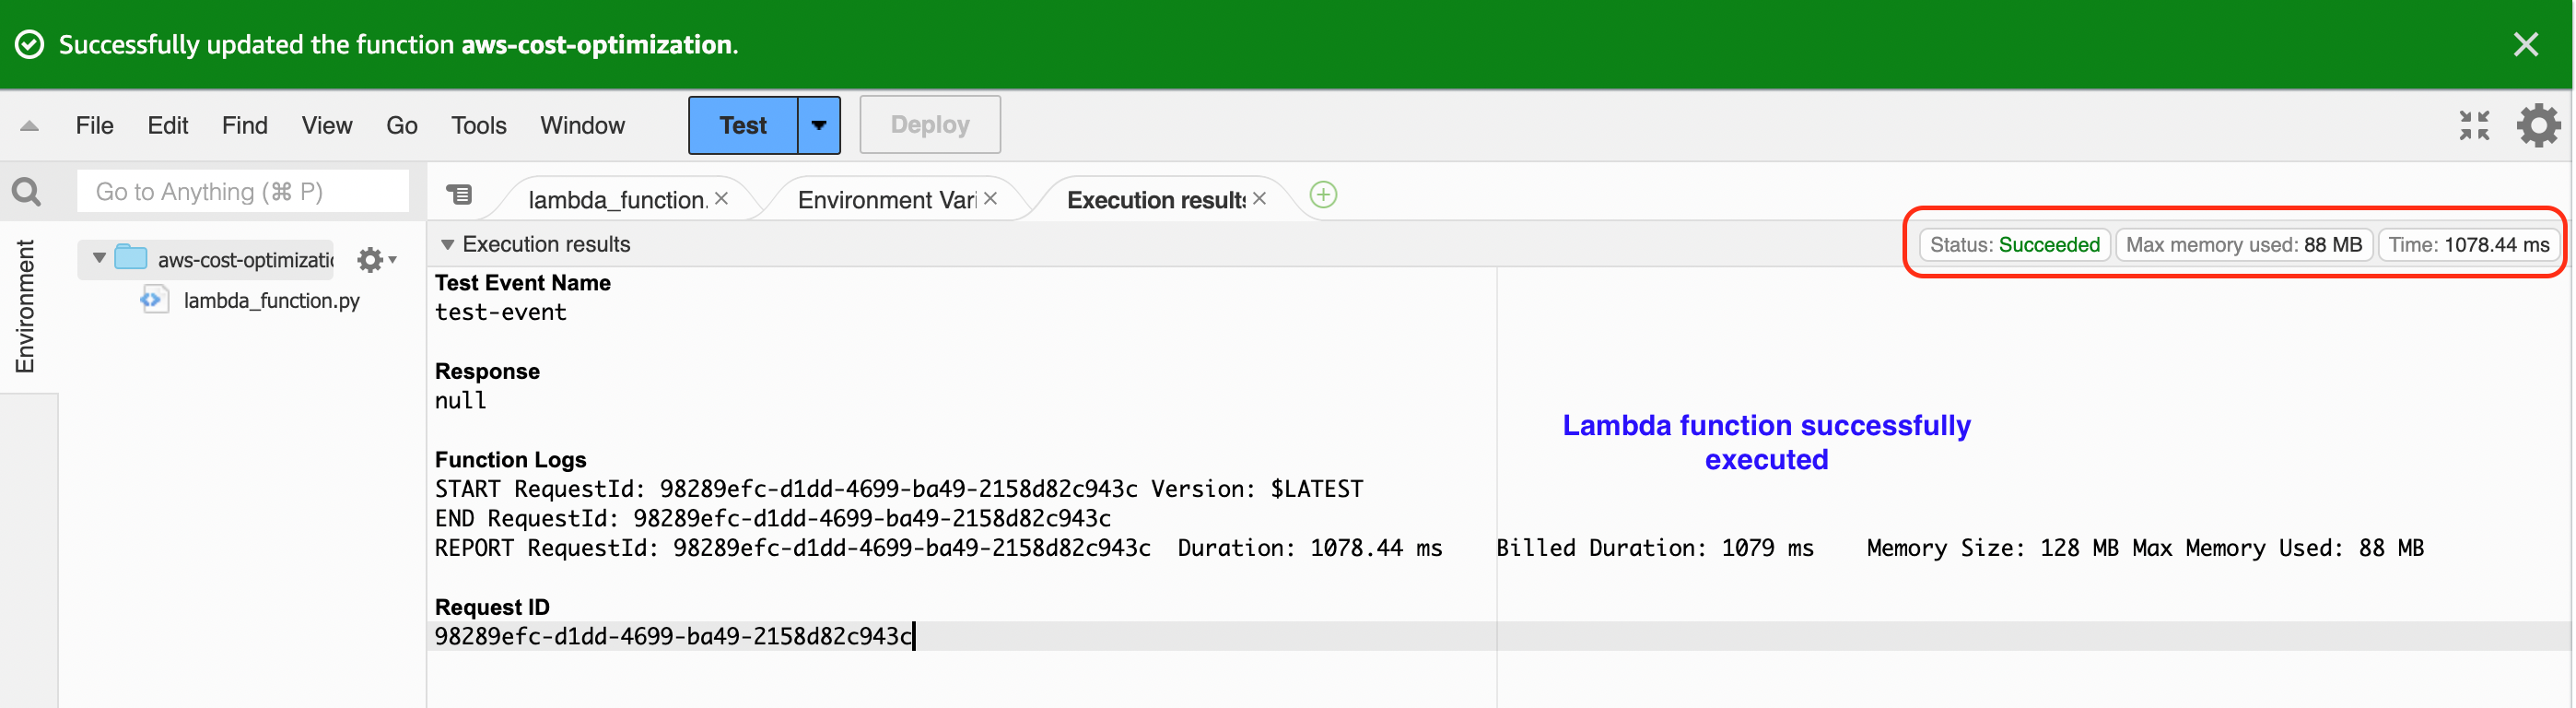 Successfully updated the function aws-cost-optimization.
File Edit Find View Go Tools Window Test Deploy
Go to Anything (⌘ P)
lambda_function. Environment Vari Execution results
Environment
aws-cost-optimizatic
lambda_function.py
Execution results
Status: Succeeded Max memory used: 88 MB Time: 1078.44 ms
Test Event Name
test-event
Response
null
Function Logs
START RequestId: 98289efc-d1dd-4699-ba49-2158d82c943c Version: $LATEST
END RequestId: 98289efc-d1dd-4699-ba49-2158d82c943c
REPORT RequestId: 98289efc-d1dd-4699-ba49-2158d82c943c Duration: 1078.44 ms Billed Duration: 1079 ms Memory Size: 128 MB Max Memory Used: 88 MB
Request ID
98289efc-d1dd-4699-ba49-2158d82c943c
Lambda function successfully
executed